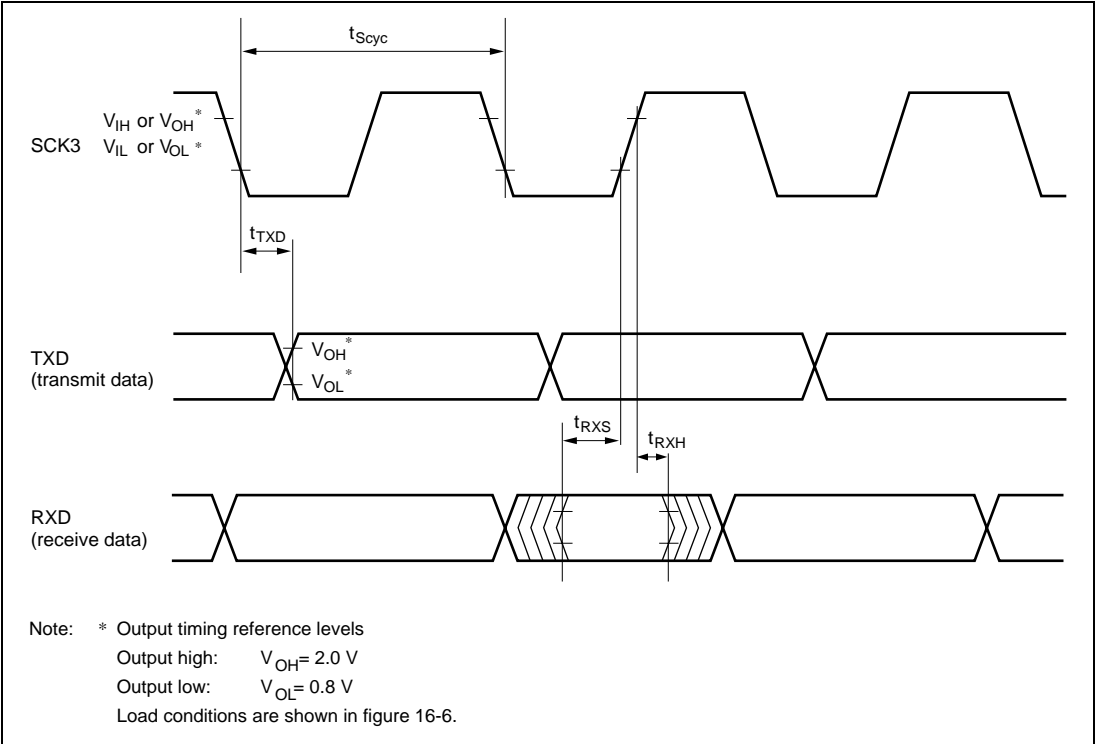 tScyc
VIH or VOH*
SCK3 VIL or VOL *
tTXD
TXD
(transmit data)
VOH*
VOL*
tRXS
tRXH
RXD
(receive data)
Note: * Output timing reference levels
Output high: VOH= 2.0 V
Output low: VOL= 0.8 V
Load conditions are shown in figure 16-6.